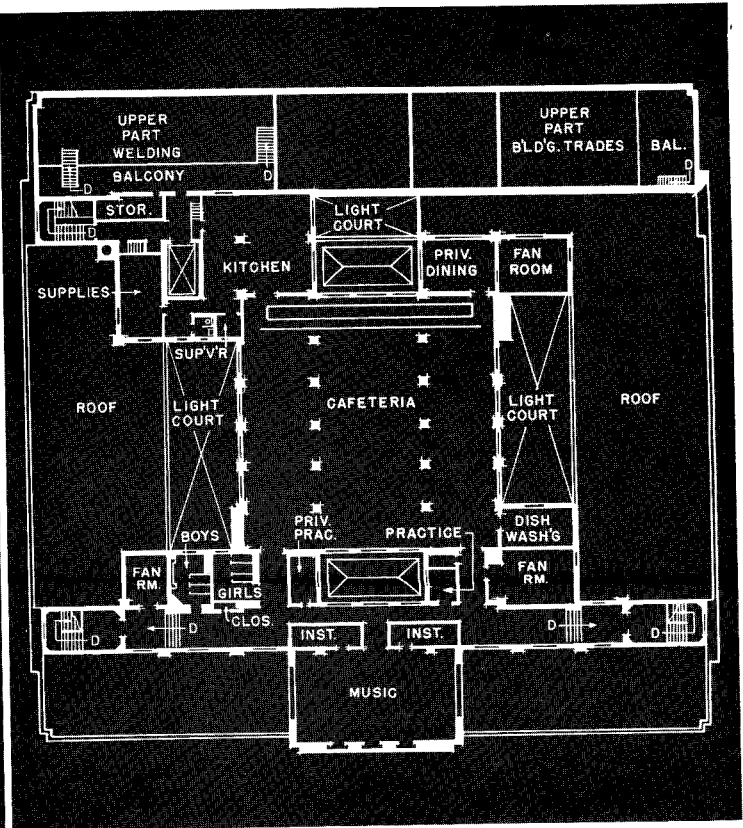 UPPER
PART
WELDING
BALCONY
D
D
UPPER
PART
B'LD'G. TRADES
BAL.
D
STOR.
D
LIGHT
COURT
KITCHEN
PRIV.
DINING
FAN
ROOM
SUPPLIES
SUP'V'R
ROOF
LIGHT
COURT
CAFETERIA
LIGHT
COURT
ROOF
BOYS
PRIV.
PRAC.
PRACTICE
DISH
WASH'G
FAN
RM.
GIRLS
CLOS
FAN
RM.
D
D
INST.
INST.
D
D
MUSIC